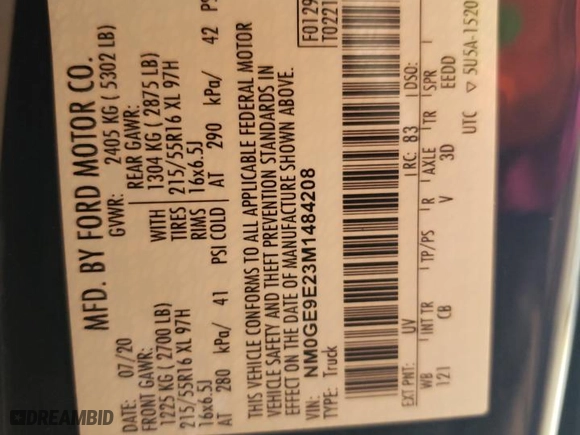 MFD. BY FORD MOTOR CO.
DATE: 07/20 GVWR: 2405 KG ( 5302 LB)
FRONT GAWR: REAR GAWR:
1225 KG ( 2700 LB) WITH 1304 KG ( 2875 LB)
215/55R16 XL 97H TIRES 215/55R16 XL 97H
16x6.5J RIMS 16x6.5J
AT 280 kPa/ 41 PSI COLD AT 290 kPa/ 42
THIS VEHICLE CONFORMS TO ALL APPLICABLE FEDERAL MOTOR
VEHICLE SAFETY AND THEFT PREVENTION STANDARDS IN
EFFECT ON THE DATE OF MANUFACTURE SHOWN ABOVE.
VIN: NM0GE9E23M1484208
TYPE: Truck
F0129
T0221
EXT PNT: UV RC: 83 DSO:
WB INT TR TP/PS R AXLE TR SPR
121 CB V 3D EEDD
UTC ▽ 5U5A-1520
DREAMBID